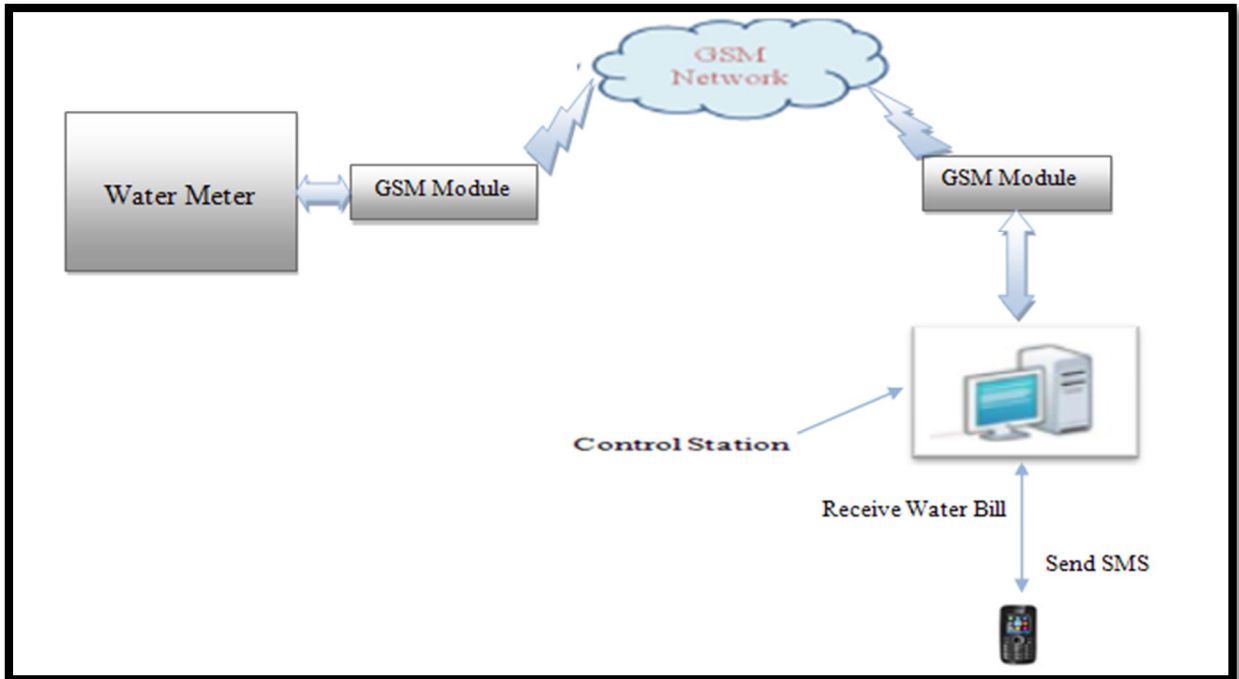 GSM
Network
Water Meter
GSM Module
GSM Module
Control Station
Receive Water Bill
Send SMS